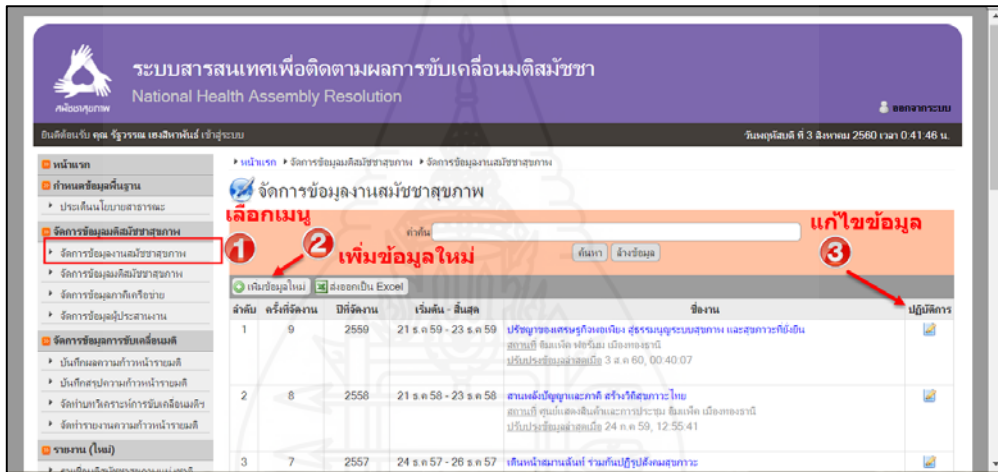 ระบบสารสนเทศเพื่อติดตามผลการขับเคลื่อนมติสมัชชา
National Health Assembly Resolution
สมัชชาสุขภาพ
ออกจากระบบ
ยินดีต้อนรับ คุณ รัฐวรรณ เฮงสีหาพันธ์ เข้าสู่ระบบ
วันพฤหัสบดี ที่ 3 สิงหาคม 2560 เวลา 0:41:46 น.
หน้าแรก
กำหนดข้อมูลพื้นฐาน
ประเด็นนโยบายสาธารณะ
จัดการข้อมูลมติสมัชชาสุขภาพ
จัดการข้อมูลงานสมัชชาสุขภาพ
จัดการข้อมูลมติสมัชชาสุขภาพ
จัดการข้อมูลภาคีเครือข่าย
จัดการข้อมูลผู้ประสานงาน
จัดการข้อมูลการขับเคลื่อนมติ
บันทึกผลความก้าวหน้ารายมติ
บันทึกสรุปความก้าวหน้ารายมติ
จัดทำบทวิเคราะห์การขับเคลื่อนมติฯ
จัดทำรายงานความก้าวหน้ารายมติ
รายงาน (ใหม่)
หน้าแรก จัดการข้อมูลมติสมัชชาสุขภาพ จัดการข้อมูลงานสมัชชาสุขภาพ
จัดการข้อมูลงานสมัชชาสุขภาพ
เลือกเมนู
1
2 เพิ่มข้อมูลใหม่
แก้ไขข้อมูล
3
คำค้น
ค้นหา ล้างข้อมูล
เพิ่มข้อมูลใหม่ ส่งออกเป็น Excel
ลำดับ ครั้งที่จัดงาน ปีที่จัดงาน เริ่มต้น - สิ้นสุด ชื่องาน ปฏิบัติการ
1 9 2559 21 ธ.ค 59 - 23 ธ.ค 59 ปรัชญาของเศรษฐกิจพอเพียง สู่ธรรมนูญระบบสุขภาพ และสุขภาวะที่ยั่งยืน
สถานที่ อิมแพ็ค ฟอรั่ม เมืองทองธานี
ปรับปรุงข้อมูลล่าสุดเมื่อ 3 ส.ค 60, 00:40:07
2 8 2558 21 ธ.ค 58 - 23 ธ.ค 58 สานพลังปัญญาและภาคี สร้างวิถีสุขภาวะไทย
สถานที่ ศูนย์แสดงสินค้าและการประชุม อิมแพ็ค เมืองทองธานี
ปรับปรุงข้อมูลล่าสุดเมื่อ 24 ก.ค 59, 12:55:41
3 7 2557 24 ธ.ค 57 - 26 ธ.ค 57 เดินหน้าสมานฉันท์ ร่วมกันปฏิรูปสังคมสุขภาวะ